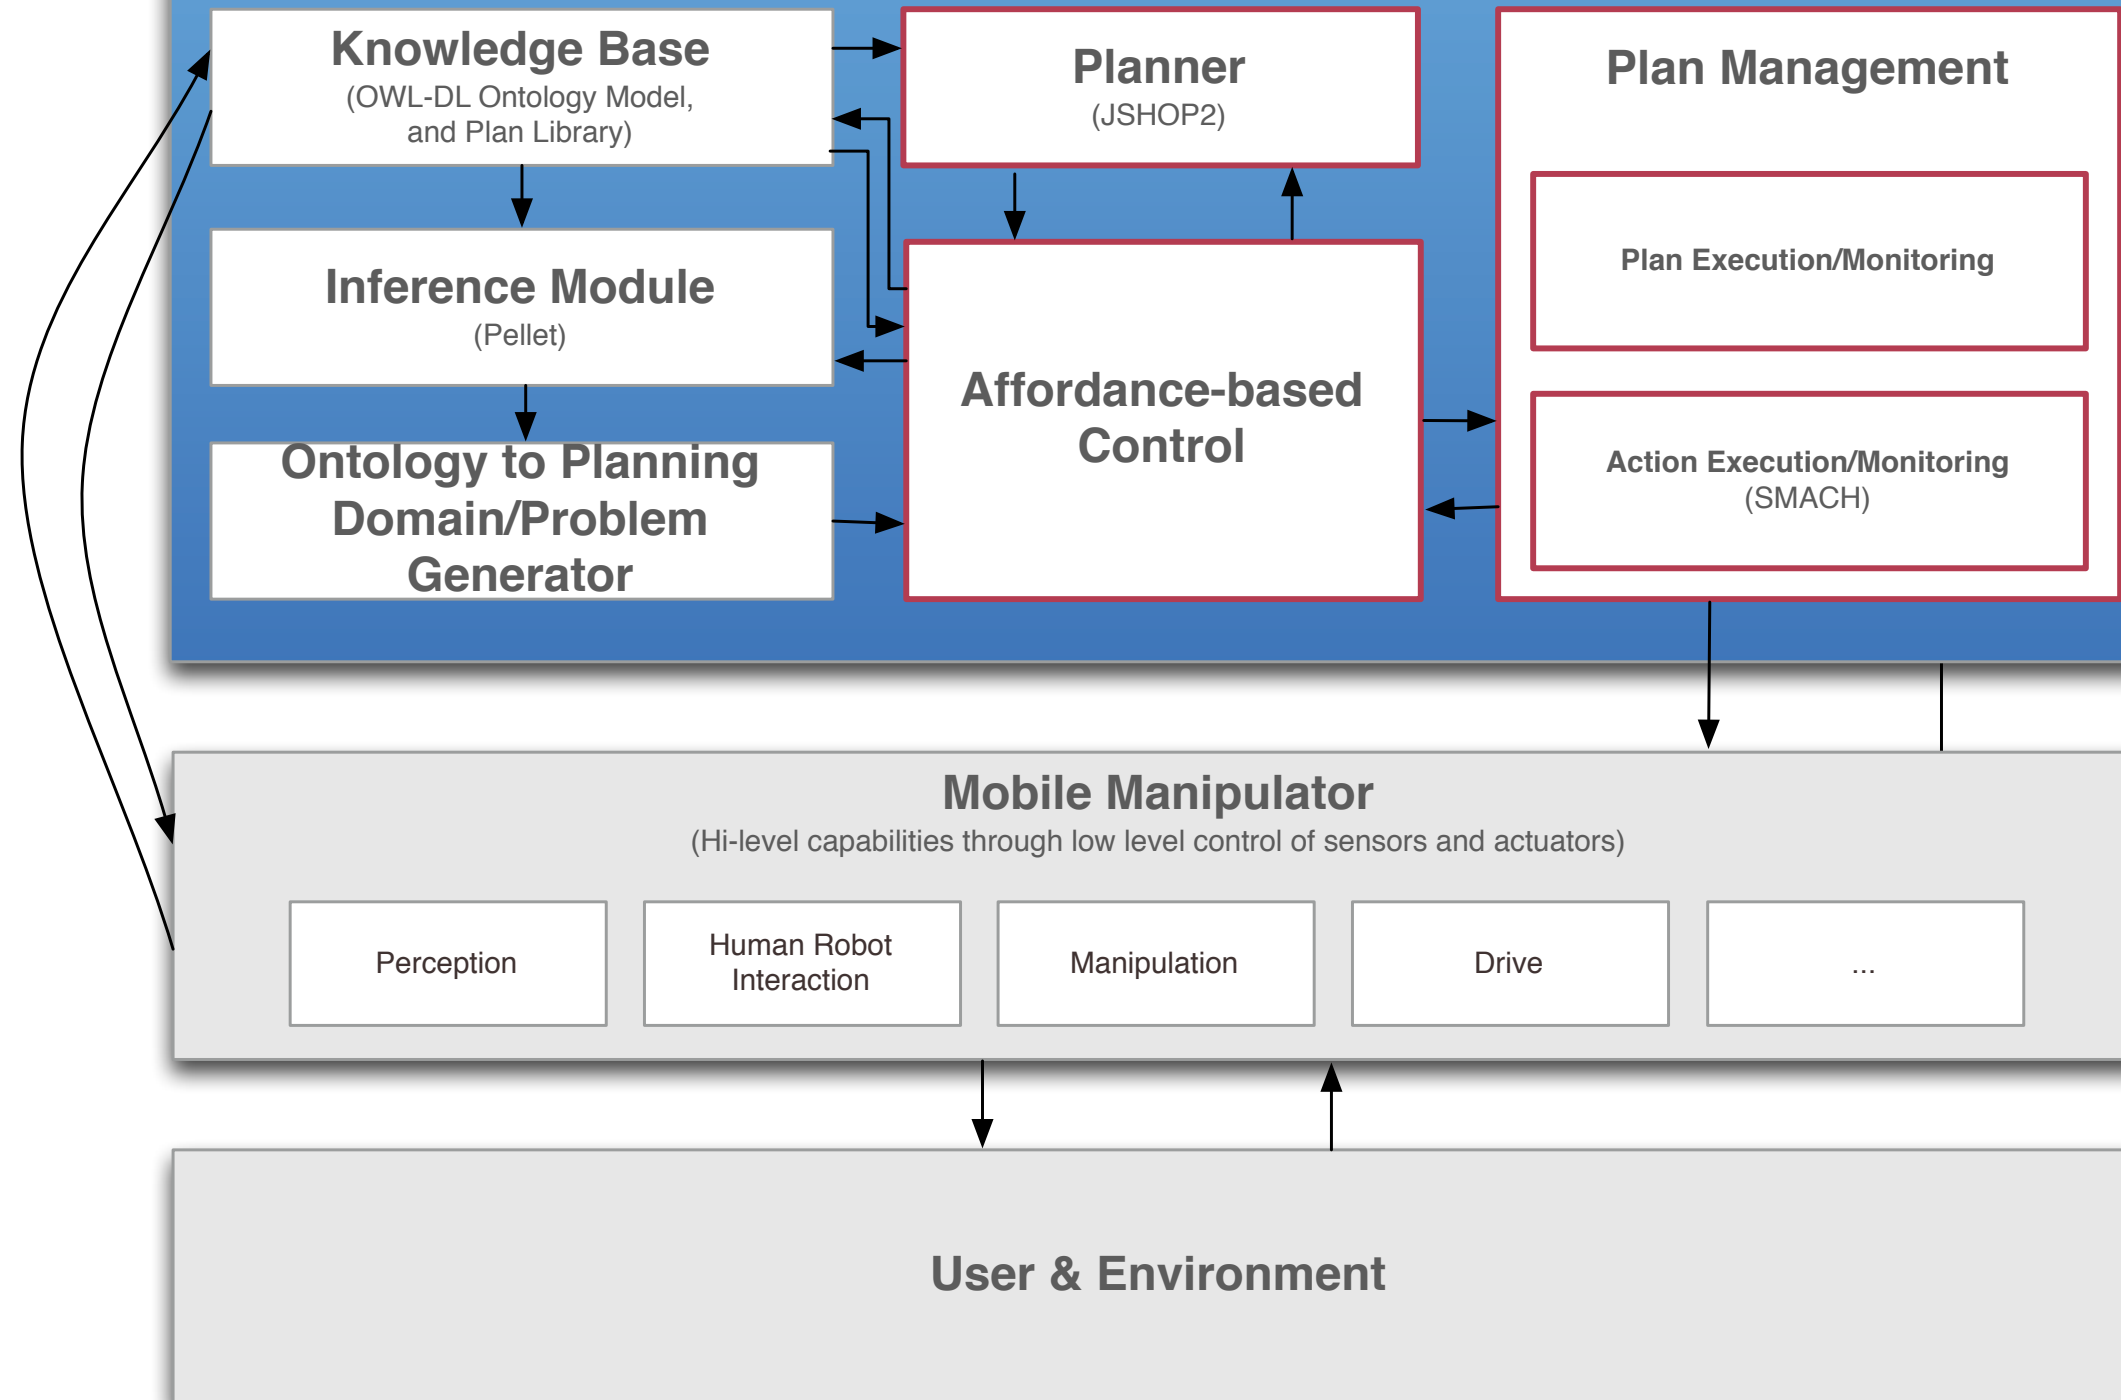 Knowledge Base
(OWL-DL Ontology Model,
and Plan Library)
Planner
(JSHOP2)
Plan Management
Plan Execution/Monitoring
Inference Module
(Pellet)
Affordance-based
Control
Action Execution/Monitoring
(SMACH)
Ontology to Planning
Domain/Problem
Generator
Mobile Manipulator
(Hi-level capabilities through low level control of sensors and actuators)
Perception
Human Robot
Interaction
Manipulation
Drive
...
User & Environment